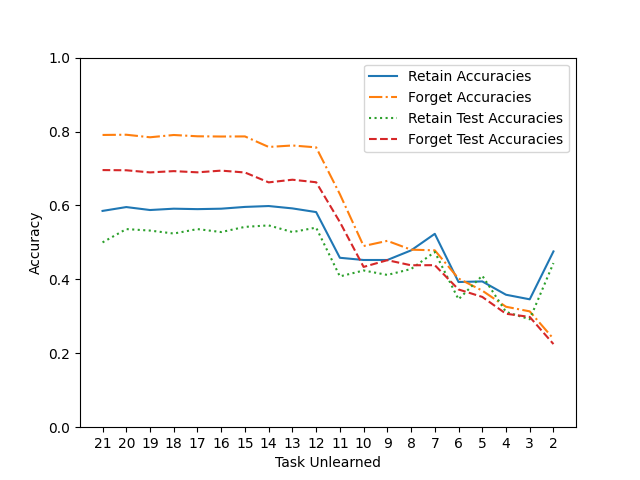 Retain Accuracies
Forget Accuracies
Retain Test Accuracies
Forget Test Accuracies
Accuracy
1.0
0.8
0.6
0.4
0.2
0.0
21 20 19 18 17 16 15 14 13 12 11 10 9 8 7 6 5 4 3 2
Task Unlearned